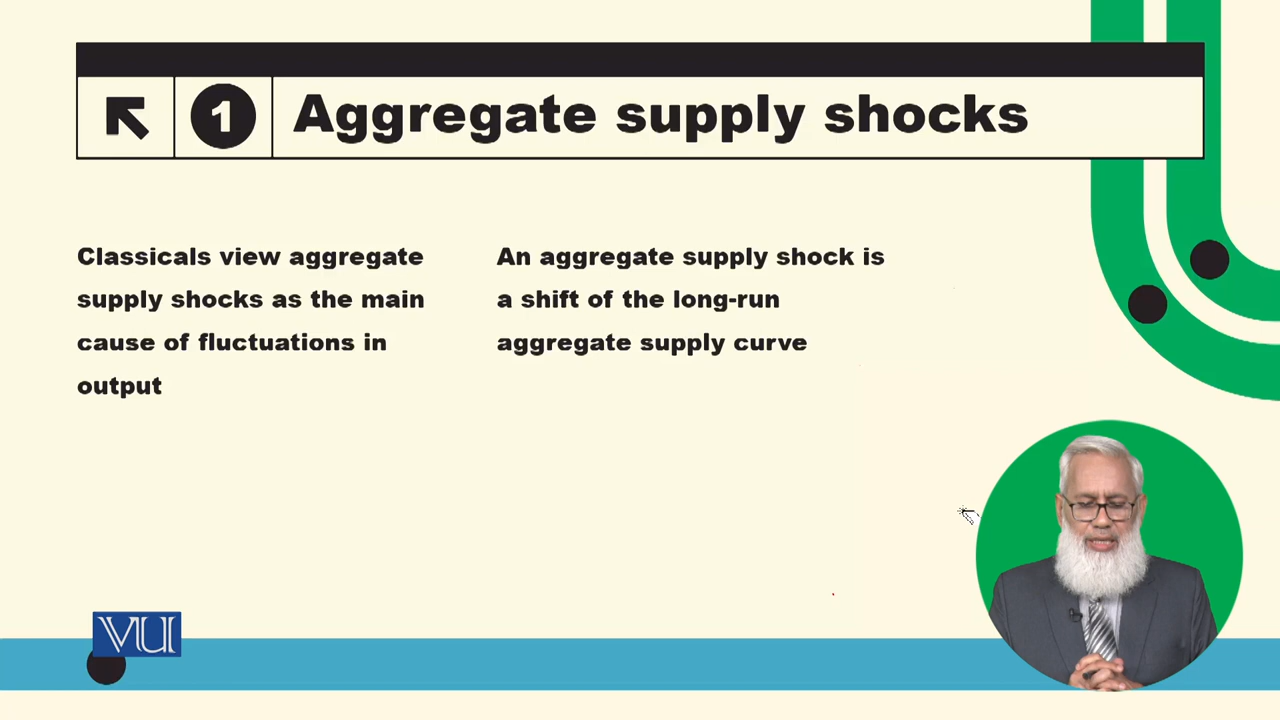 1 Aggregate supply shocks
Classicals view aggregate
supply shocks as the main
cause of fluctuations in
output
An aggregate supply shock is
a shift of the long-run
aggregate supply curve
VU